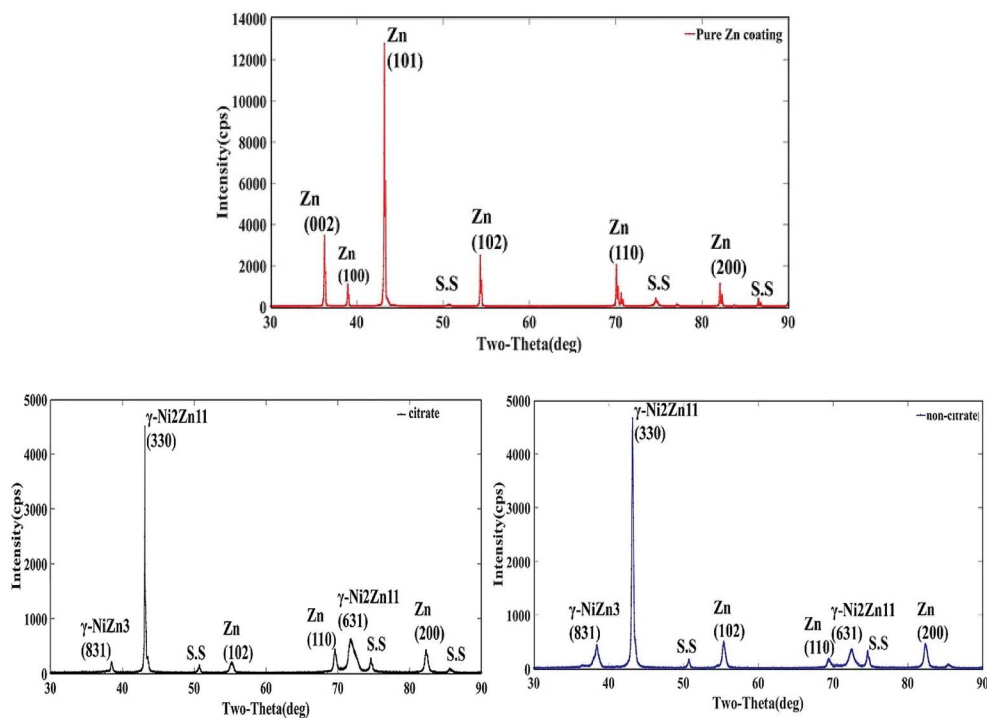 14000
12000
10000
8000
6000
4000
2000
0
Intensity(cps)
Zn
(101)
Pure Zn coating
Zn
(002)
Zn
(100)
S.S
Zn
(102)
Zn
(110)
S.S
Zn
(200)
S.S
30 40 50 60 70 80 90
Two-Theta(deg)
5000
4000
3000
2000
1000
0
Intensity(cps)
γ-Ni2Zn11
(330)
citrate
γ-NiZn3
(831)
S.S
Zn
(102)
Zn
(110)
γ-Ni2Zn11
(631)
S.S
Zn
(200)
S.S
30 40 50 60 70 80 90
Two-Theta(deg)
5000
4000
3000
2000
1000
0
Intensity(cps)
γ-Ni2Zn11
(330)
non-citrate
γ-NiZn3
(831)
S.S
Zn
(102)
Zn
(110)
γ-Ni2Zn11
(631)
S.S
Zn
(200)
30 40 50 60 70 80 90
Two-Theta(deg)